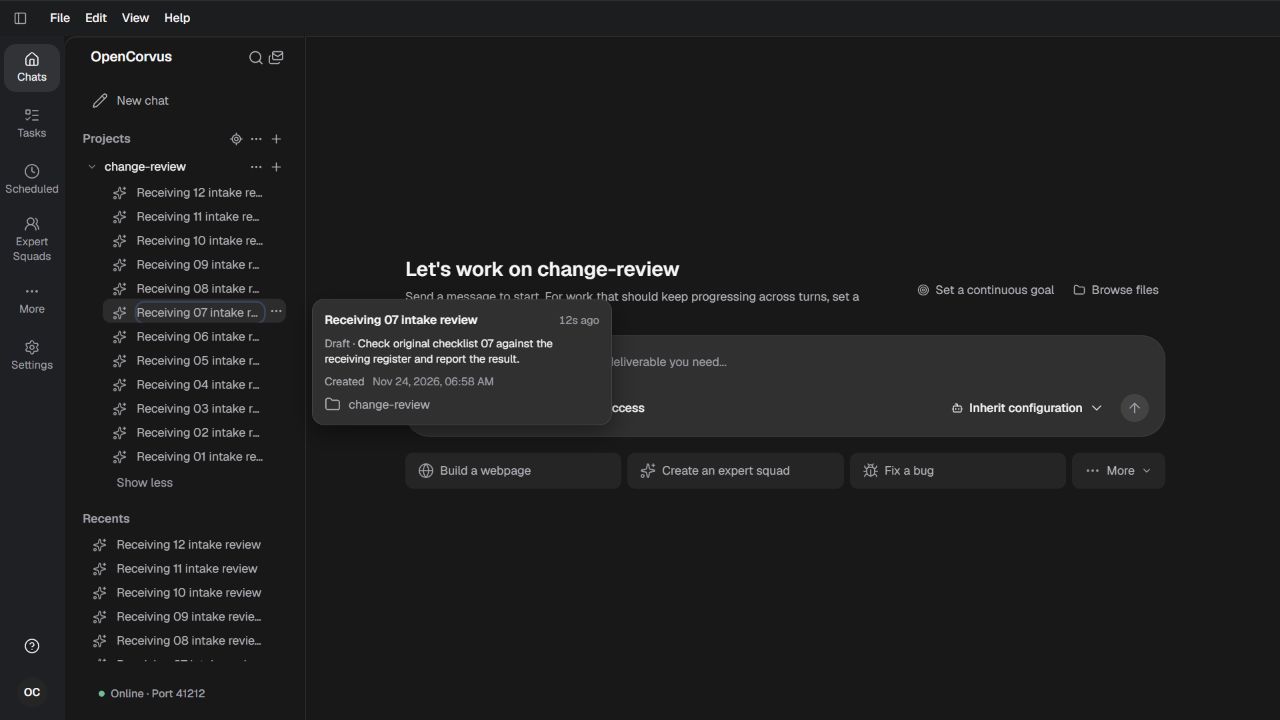 File Edit View Help
Chats
Tasks
Scheduled
Expert
Squads
More
Settings
OC
OpenCorvus
New chat
Projects
change-review
Receiving 12 intake re...
Receiving 11 intake re...
Receiving 10 intake re...
Receiving 09 intake r...
Receiving 08 intake r...
Receiving 07 intake r...
Receiving 06 intake r...
Receiving 05 intake r...
Receiving 04 intake r...
Receiving 03 intake r...
Receiving 02 intake r...
Receiving 01 intake re...
Show less
Recents
Receiving 12 intake review
Receiving 11 intake review
Receiving 10 intake review
Receiving 09 intake revie...
Receiving 08 intake revie...
Online · Port 41212
Let's work on change-review
Send a message to start. For work that should keep progressing across turns, set a
Set a continuous goal
Browse files
Receiving 07 intake review 12s ago
Draft · Check original checklist 07 against the
receiving register and report the result.
Created Nov 24, 2026, 06:58 AM
change-review
deliverable you need...
Inherit configuration
Build a webpage
Create an expert squad
Fix a bug
More